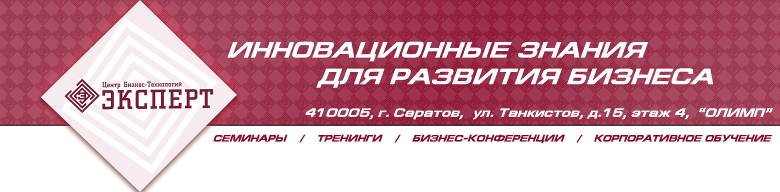 Центр Бизнес-Технологий
ЭКСПЕРТ
ИННОВАЦИОННЫЕ ЗНАНИЯ
ДЛЯ РАЗВИТИЯ БИЗНЕСА
410005, г. Саратов, ул. Танкистов, д.15, этаж 4, "ОЛИМП"
СЕМИНАРЫ / ТРЕНИНГИ / БИЗНЕС-КОНФЕРЕНЦИИ / КОРПОРАТИВНОЕ ОБУЧЕНИЕ